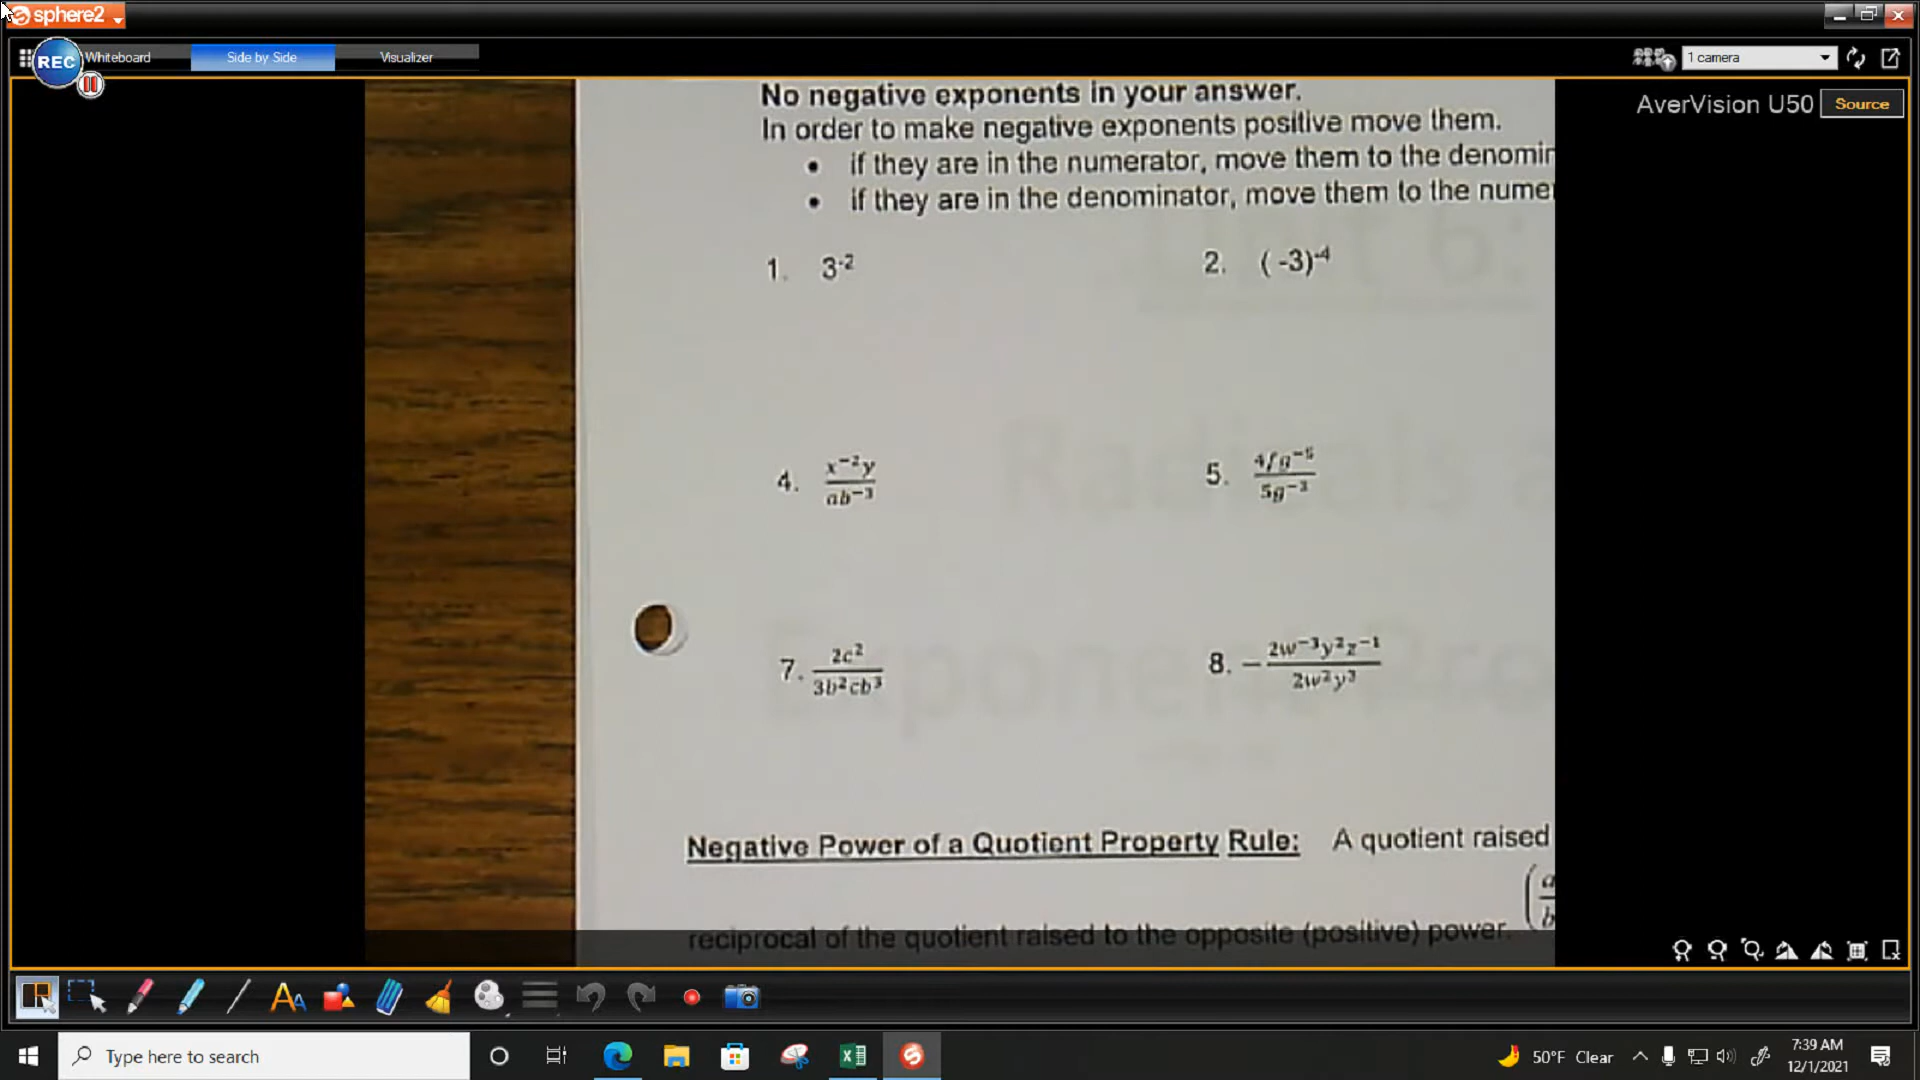 sphere2
REC
Whiteboard
Side by Side
Visualizer
1 camera
AverVision U50
Source
No negative exponents in your answer.
In order to make negative exponents positive move them.
• if they are in the numerator, move them to the denomin
• if they are in the denominator, move them to the nume
1. 3⁻² 2. (-3)⁻⁴
4. x⁻²y / ab⁻³ 5. 4fg⁻⁵ / 5g⁻³
7. 2c² / 3b²cb³ 8. − 2w⁻³y²z⁻¹ / 2w²y³
Negative Power of a Quotient Property Rule: A quotient raised
(a / b
reciprocal of the quotient raised to the opposite (positive) power.
Type here to search
50°F Clear
7:39 AM
12/1/2021